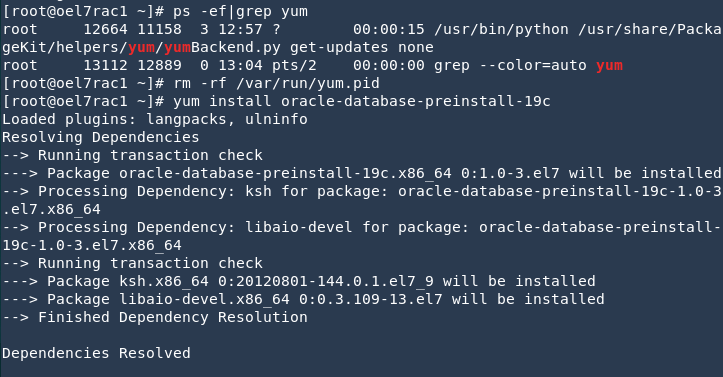 [root@oel7rac1 ~]# ps -ef|grep yum
root     12664 11158  3 12:57 ?        00:00:15 /usr/bin/python /usr/share/Packa
geKit/helpers/yum/yumBackend.py get-updates none
root     13112 12889  0 13:04 pts/2    00:00:00 grep --color=auto yum
[root@oel7rac1 ~]# rm -rf /var/run/yum.pid
[root@oel7rac1 ~]# yum install oracle-database-preinstall-19c
Loaded plugins: langpacks, ulninfo
Resolving Dependencies
--> Running transaction check
---> Package oracle-database-preinstall-19c.x86_64 0:1.0-3.el7 will be installed
--> Processing Dependency: ksh for package: oracle-database-preinstall-19c-1.0-3
.el7.x86_64
--> Processing Dependency: libaio-devel for package: oracle-database-preinstall-
19c-1.0-3.el7.x86_64
--> Running transaction check
---> Package ksh.x86_64 0:20120801-144.0.1.el7_9 will be installed
---> Package libaio-devel.x86_64 0:0.3.109-13.el7 will be installed
--> Finished Dependency Resolution
Dependencies Resolved